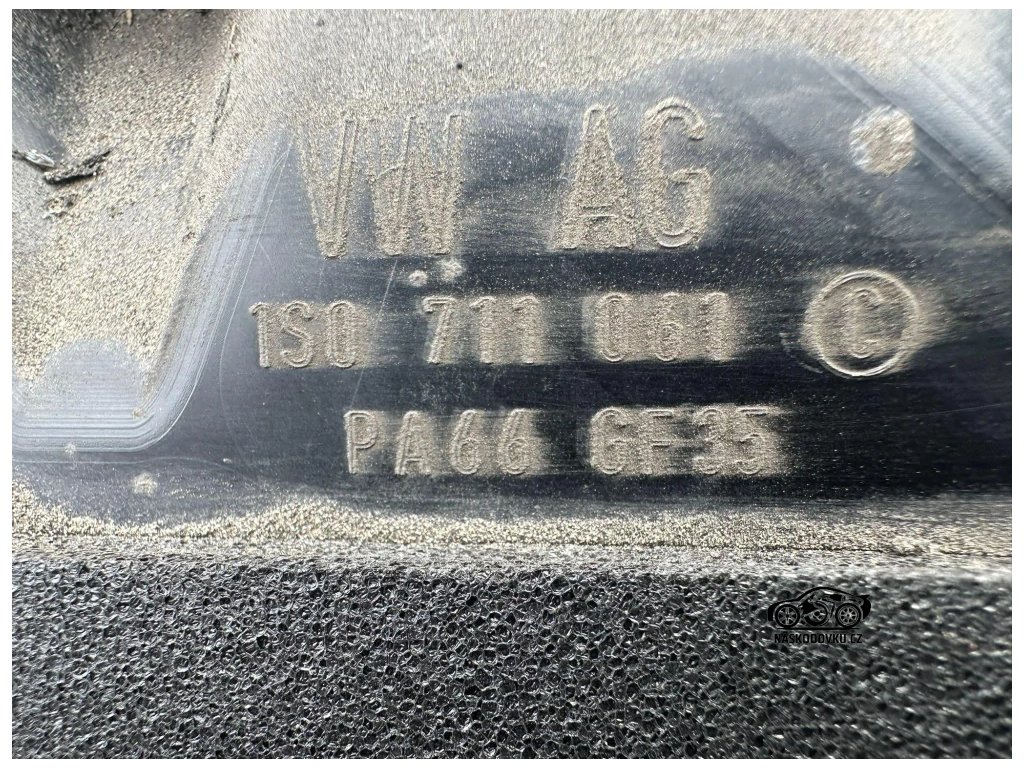 VW AG
1S0 711 061 C
PA66 GF35
NASKODOVKU.CZ